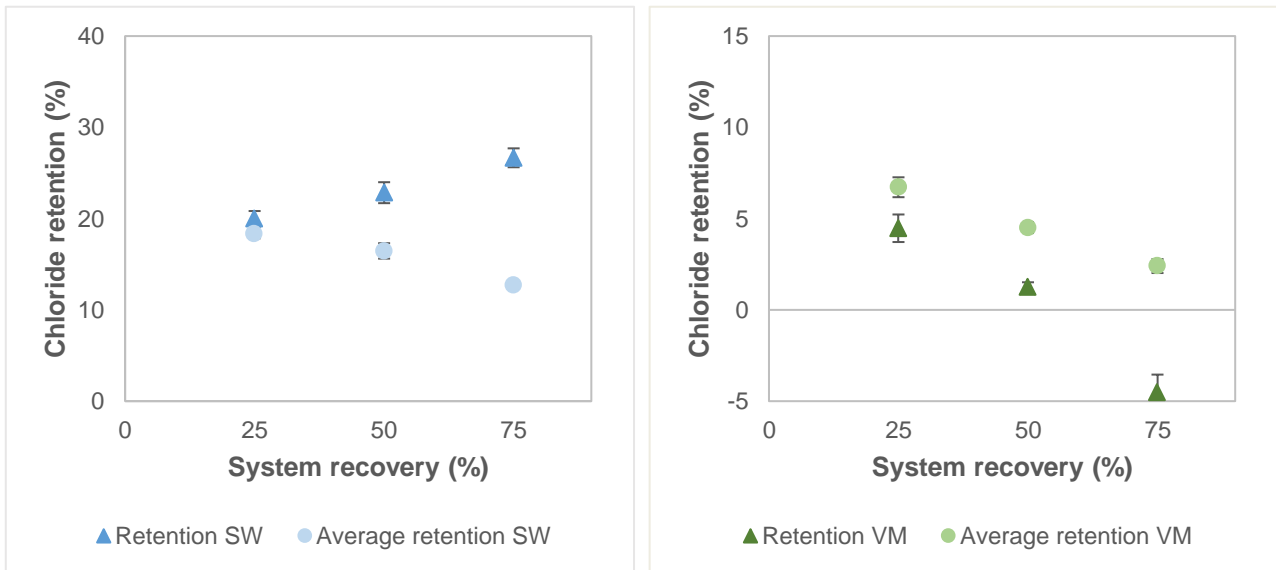 Chloride retention (%)
40
30
20
10
0
0 25 50 75
System recovery (%)
Retention SW Average retention SW
Chloride retention (%)
15
10
5
0
-5
0 25 50 75
System recovery (%)
Retention VM Average retention VM